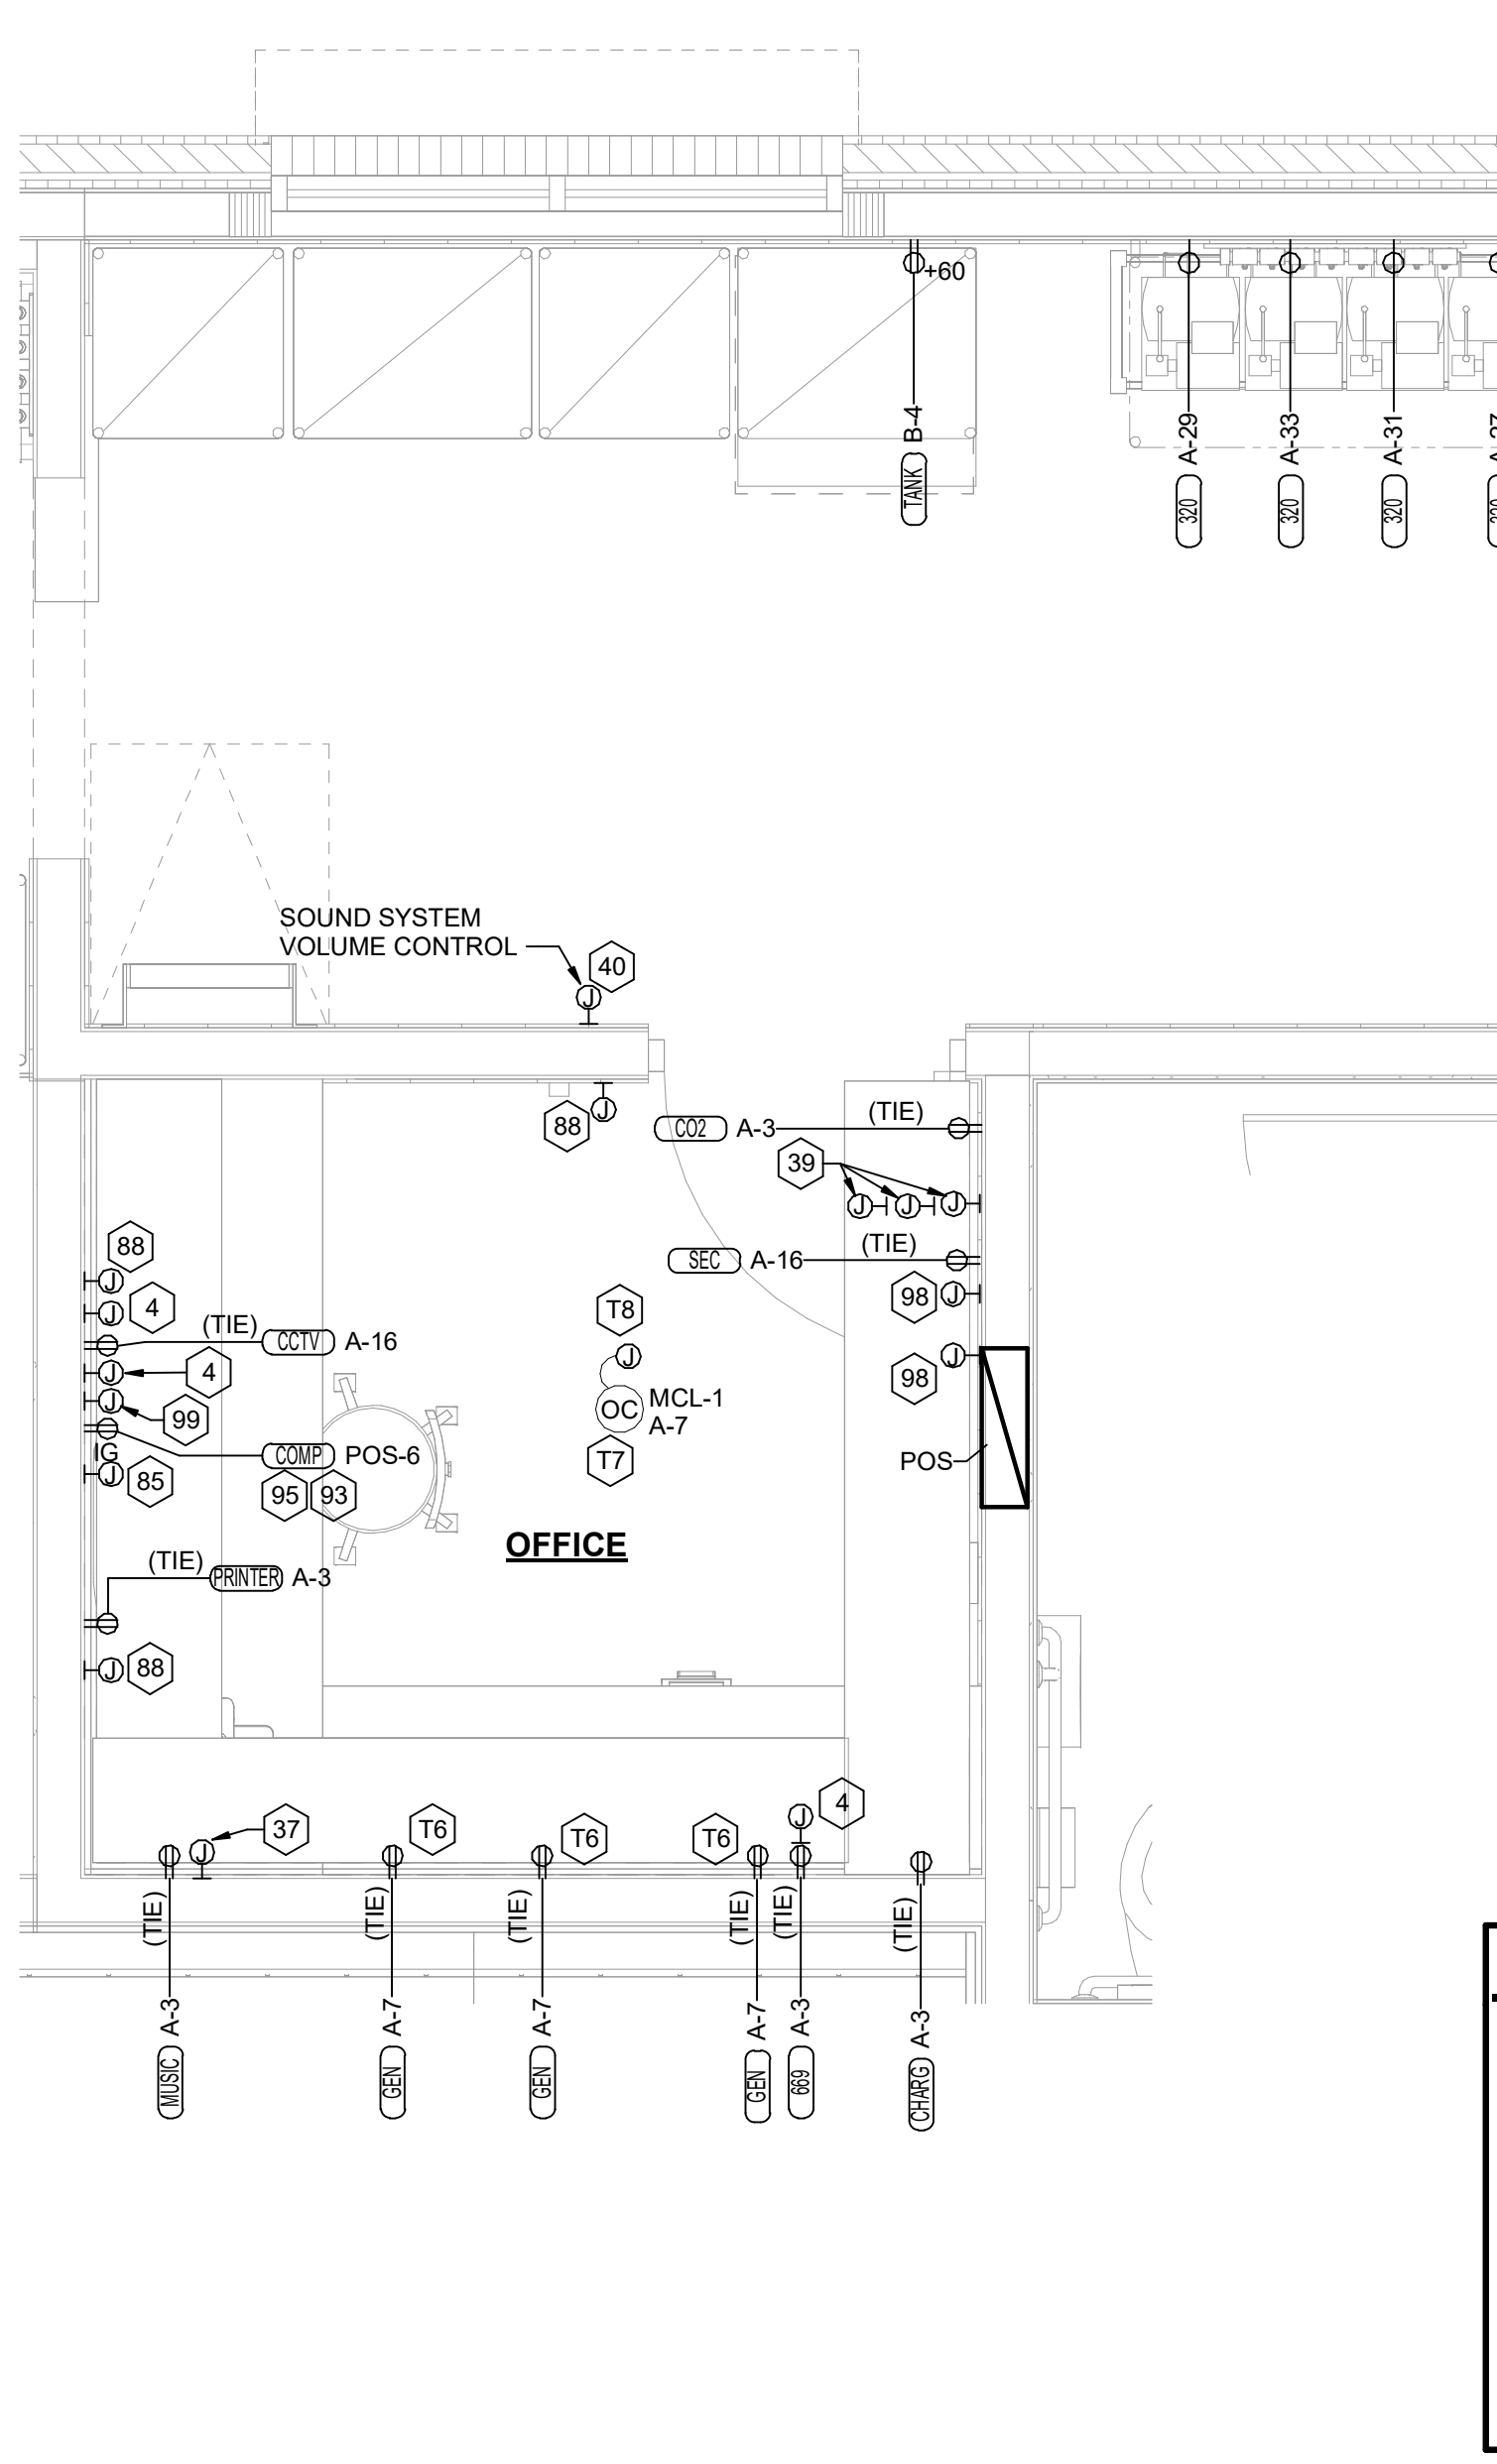 +60
B-4
TANK
A-29
320
A-33
320
A-31
320
SOUND SYSTEM
VOLUME CONTROL
40
J
88
J
CO2 A-3 (TIE)
39
J J J
SEC A-16 (TIE)
98 J
98 J
POS
88
J
J 4
(TIE) CCTV A-16
J 4
J 99
COMP POS-6
IG
J 85
95 93
T8
J
OC MCL-1
A-7
T7
OFFICE
(TIE) PRINTER A-3
J 88
37
J
T6
T6
T6
J 4
(TIE)
(TIE)
(TIE)
(TIE)
(TIE)
(TIE)
A-3
MUSIC
A-7
GEN
A-7
GEN
A-7
GEN
A-3
669
A-3
CHARG